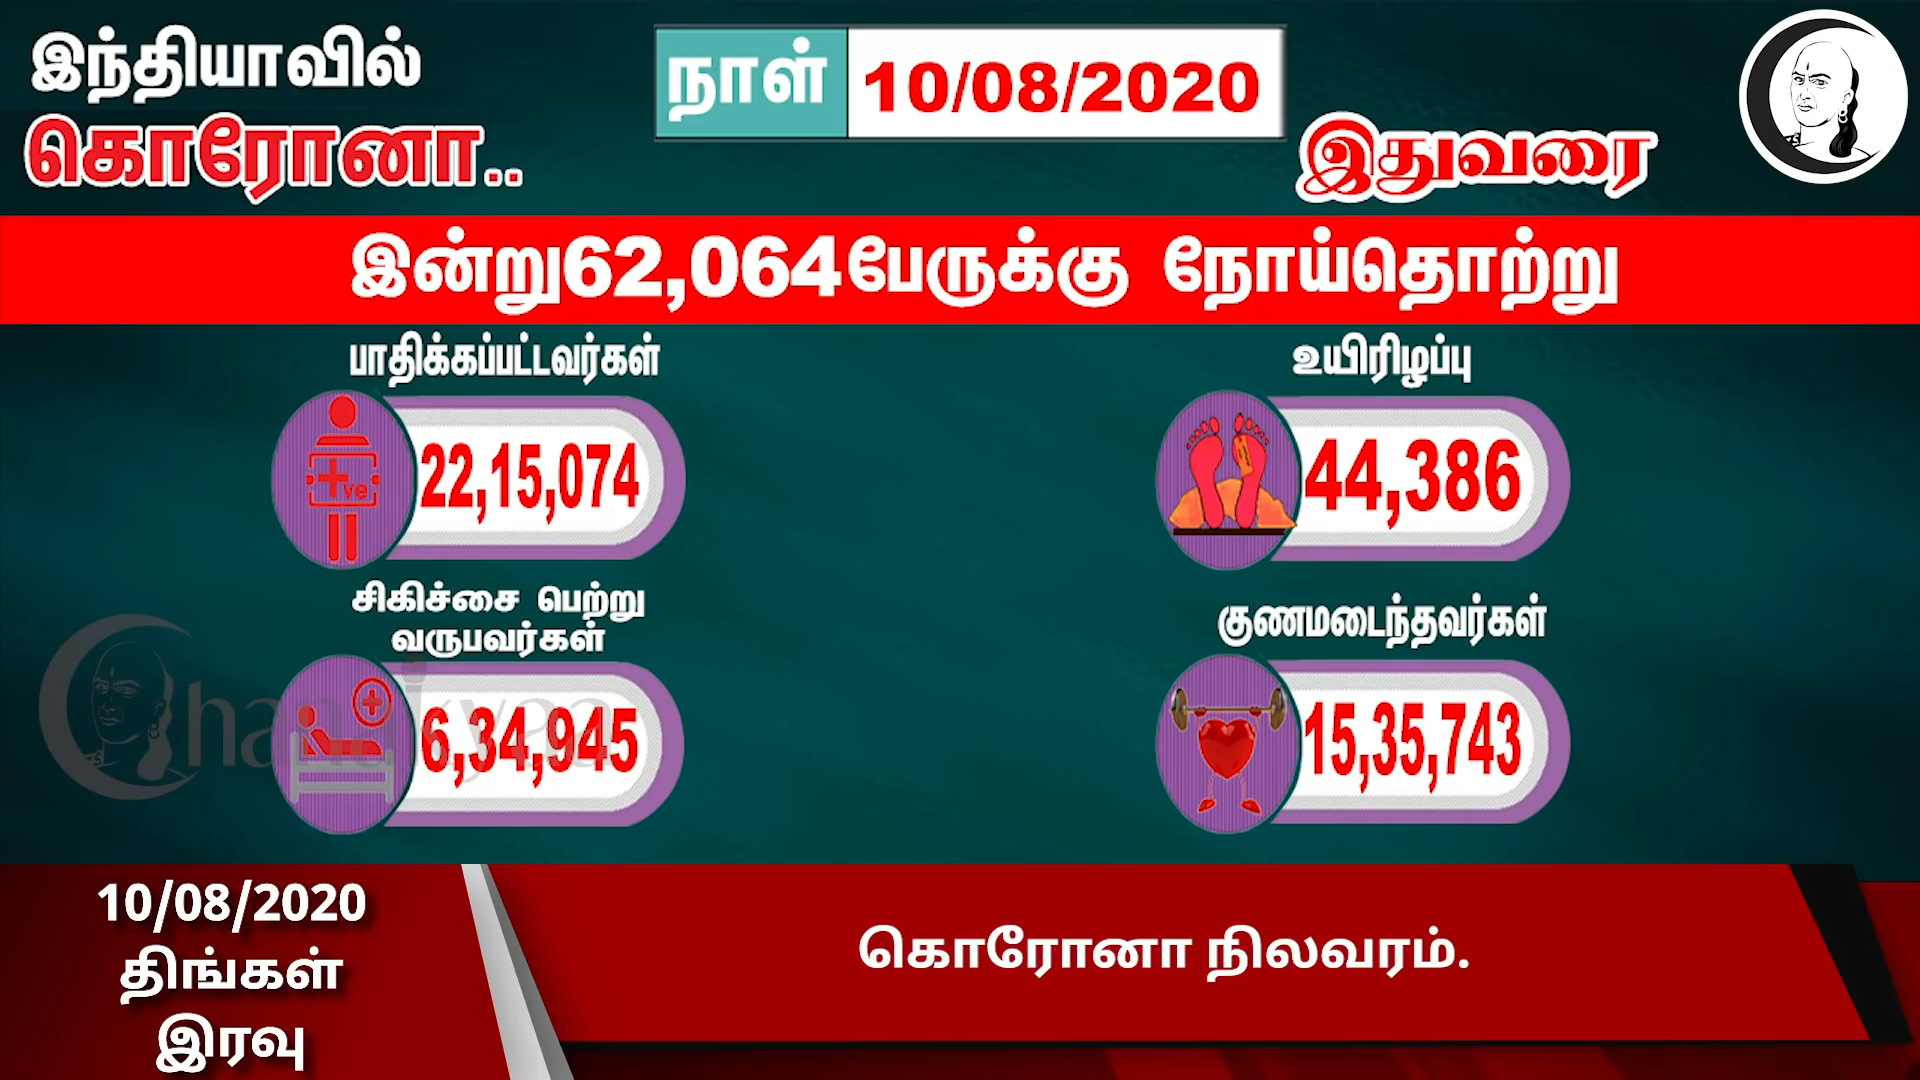 இந்தியாவில்
கொரோனா..
நாள் 10/08/2020
இதுவரை
இன்று62,064பேருக்கு நோய்தொற்று
பாதிக்கப்பட்டவர்கள்
22,15,074
உயிரிழப்பு
44,386
சிகிச்சை பெற்று
வருபவர்கள்
6,34,945
குணமடைந்தவர்கள்
15,35,743
+ve
Chanakyaa
10/08/2020
திங்கள்
இரவு
கொரோனா நிலவரம்.